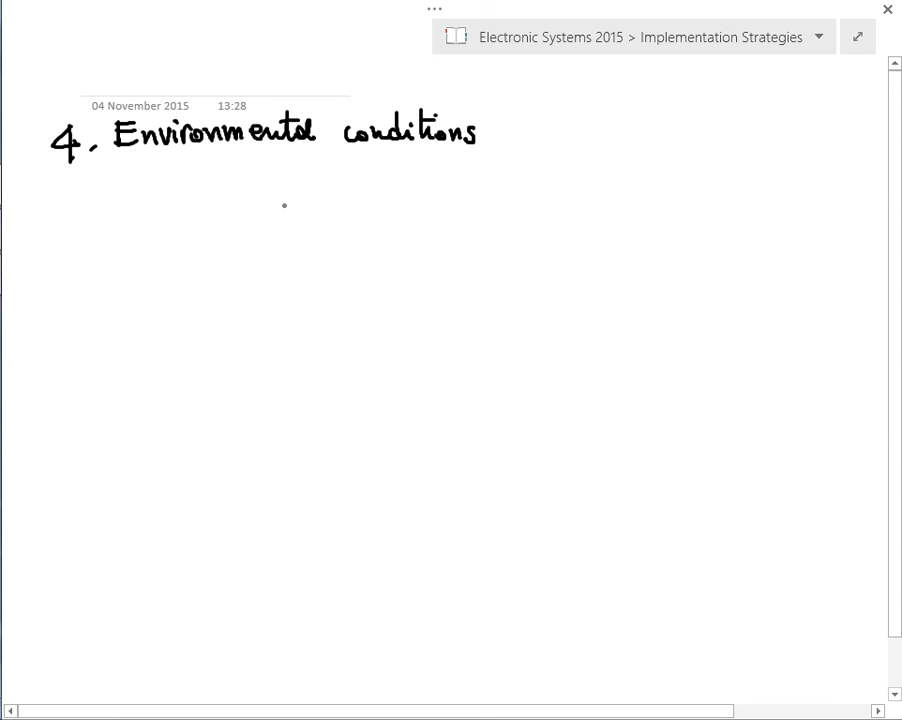 Electronic Systems 2015 > Implementation Strategies
04 November 2015 13:28
4. Environmental conditions